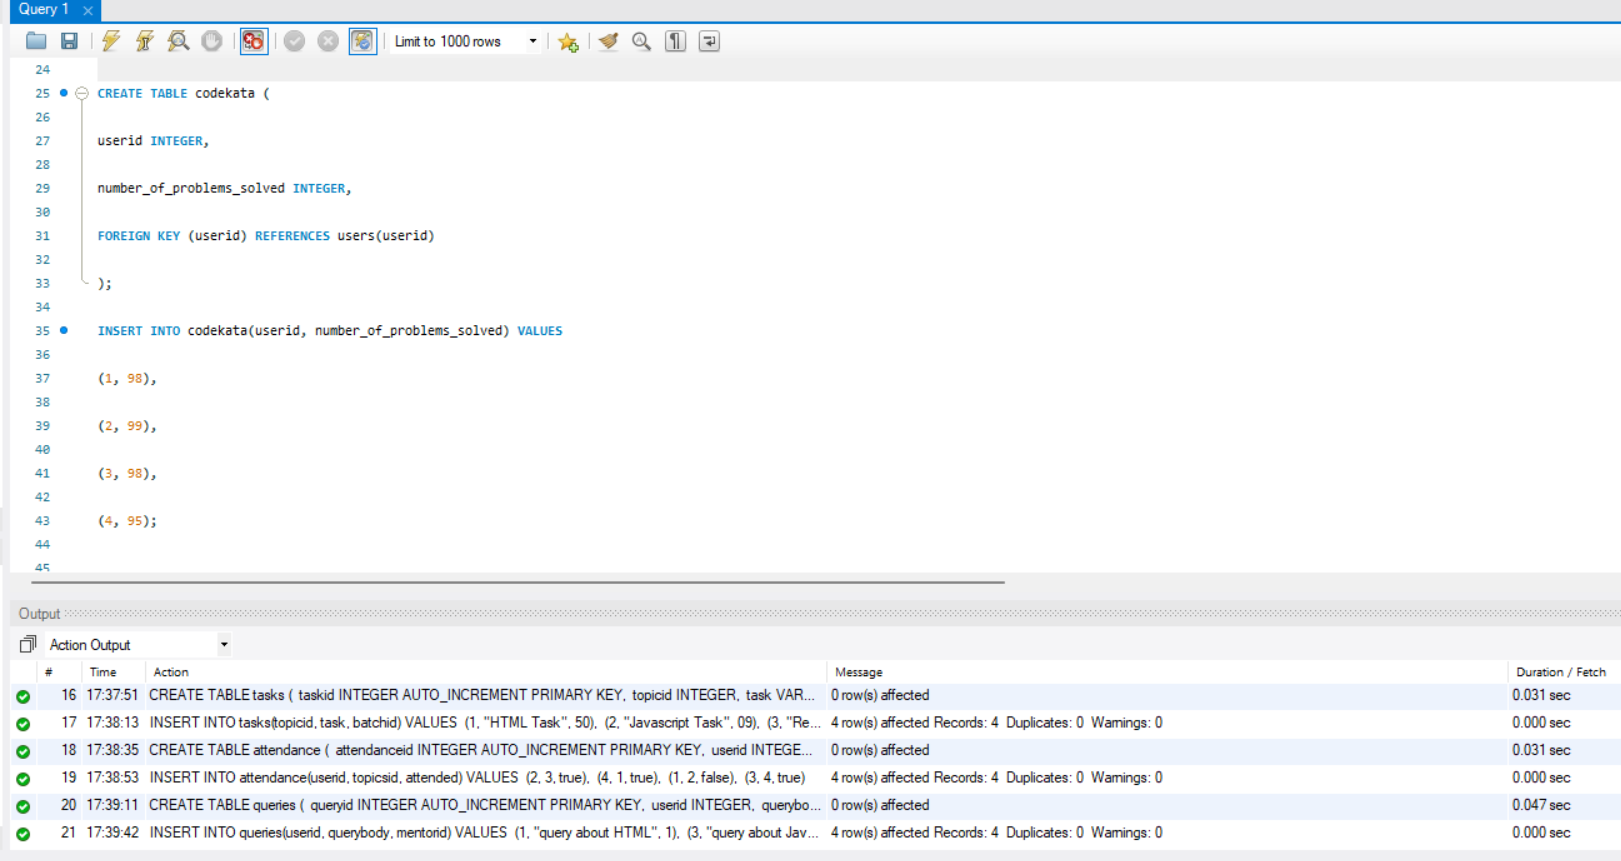 Query 1
Limit to 1000 rows
24
25 CREATE TABLE codekata (
26
27 userid INTEGER,
28
29 number_of_problems_solved INTEGER,
30
31 FOREIGN KEY (userid) REFERENCES users(userid)
32
33 );
34
35 INSERT INTO codekata(userid, number_of_problems_solved) VALUES
36
37 (1, 98),
38
39 (2, 99),
40
41 (3, 98),
42
43 (4, 95);
44
45
Output
Action Output
# Time Action Message Duration / Fetch
16 17:37:51 CREATE TABLE tasks ( taskid INTEGER AUTO_INCREMENT PRIMARY KEY, topicid INTEGER, task VAR... 0 row(s) affected 0.031 sec
17 17:38:13 INSERT INTO tasks(topicid, task, batchid) VALUES (1, "HTML Task", 50), (2, "Javascript Task", 09), (3, "Re... 4 row(s) affected Records: 4 Duplicates: 0 Warnings: 0 0.000 sec
18 17:38:35 CREATE TABLE attendance ( attendanceid INTEGER AUTO_INCREMENT PRIMARY KEY, userid INTEGE... 0 row(s) affected 0.031 sec
19 17:38:53 INSERT INTO attendance(userid, topicsid, attended) VALUES (2, 3, true), (4, 1, true), (1, 2, false), (3, 4, true) 4 row(s) affected Records: 4 Duplicates: 0 Warnings: 0 0.000 sec
20 17:39:11 CREATE TABLE queries ( queryid INTEGER AUTO_INCREMENT PRIMARY KEY, userid INTEGER, querybo... 0 row(s) affected 0.047 sec
21 17:39:42 INSERT INTO queries(userid, querybody, mentorid) VALUES (1, "query about HTML", 1), (3, "query about Jav... 4 row(s) affected Records: 4 Duplicates: 0 Warnings: 0 0.000 sec